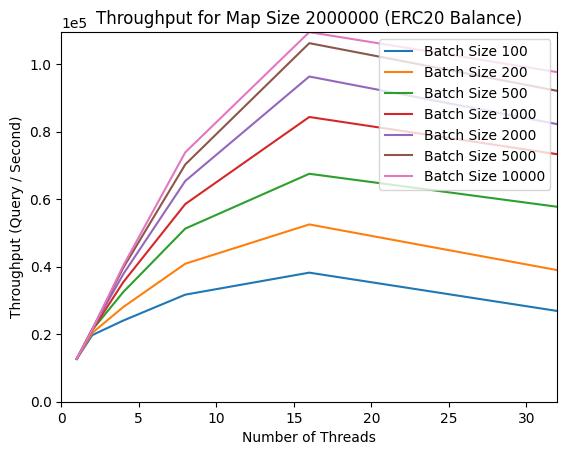 Throughput for Map Size 2000000 (ERC20 Balance)
1e5
Batch Size 100
Batch Size 200
Batch Size 500
Batch Size 1000
Batch Size 2000
Batch Size 5000
Batch Size 10000
Throughput (Query / Second)
1.0
0.8
0.6
0.4
0.2
0.0
0 5 10 15 20 25 30
Number of Threads